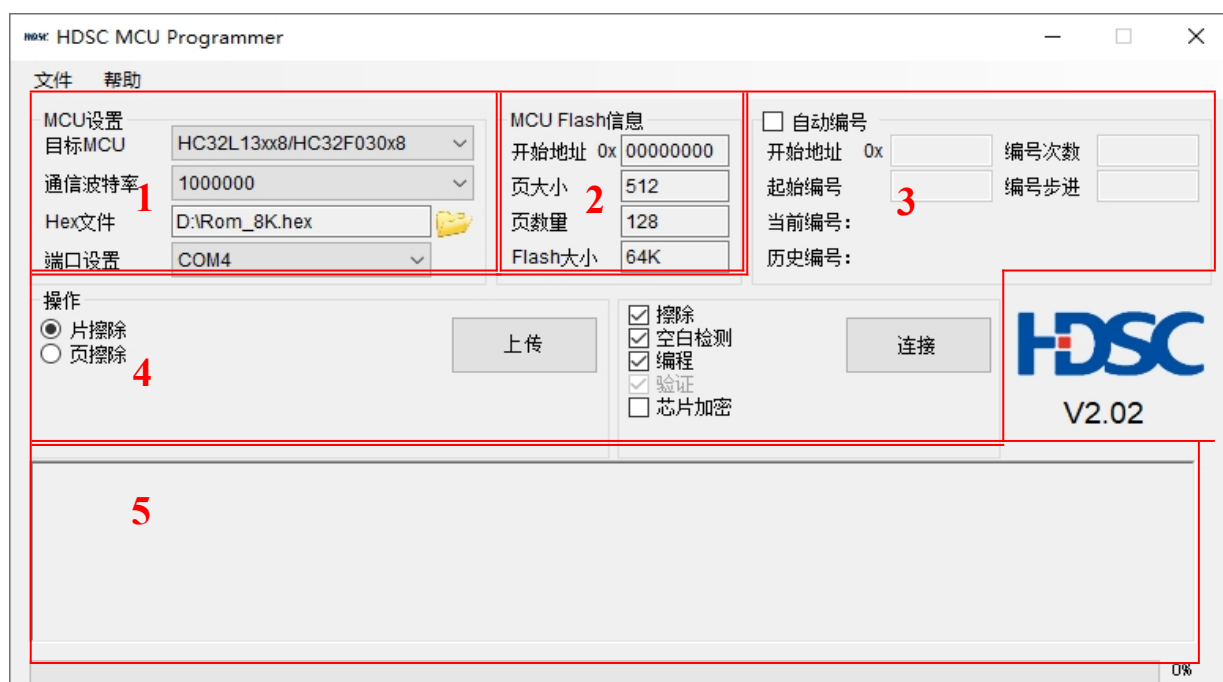 HDSC HDSC MCU Programmer
文件 帮助
MCU设置
目标MCU HC32L13xx8/HC32F030x8
通信波特率 1000000
1
Hex文件 D:\Rom_8K.hex
端口设置 COM4
MCU Flash信息
开始地址 0x 00000000
页大小 512
2
页数量 128
Flash大小 64K
自动编号
开始地址 0x 编号次数
起始编号 编号步进
3
当前编号:
历史编号:
操作
片擦除
页擦除
4
上传
擦除
空白检测
编程
验证
芯片加密
连接
HDSC
V2.02
5
0%